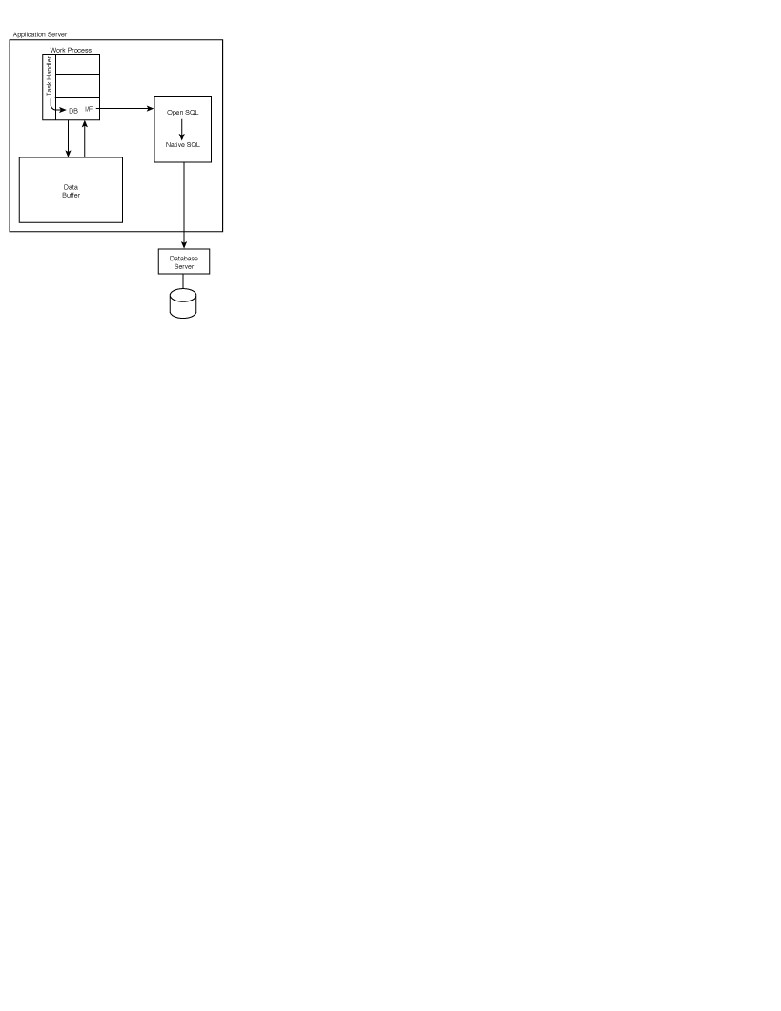 Application Server
Work Process
Task Handler
DB I/F
Open SQL
Native SQL
Data
Buffer
Database
Server